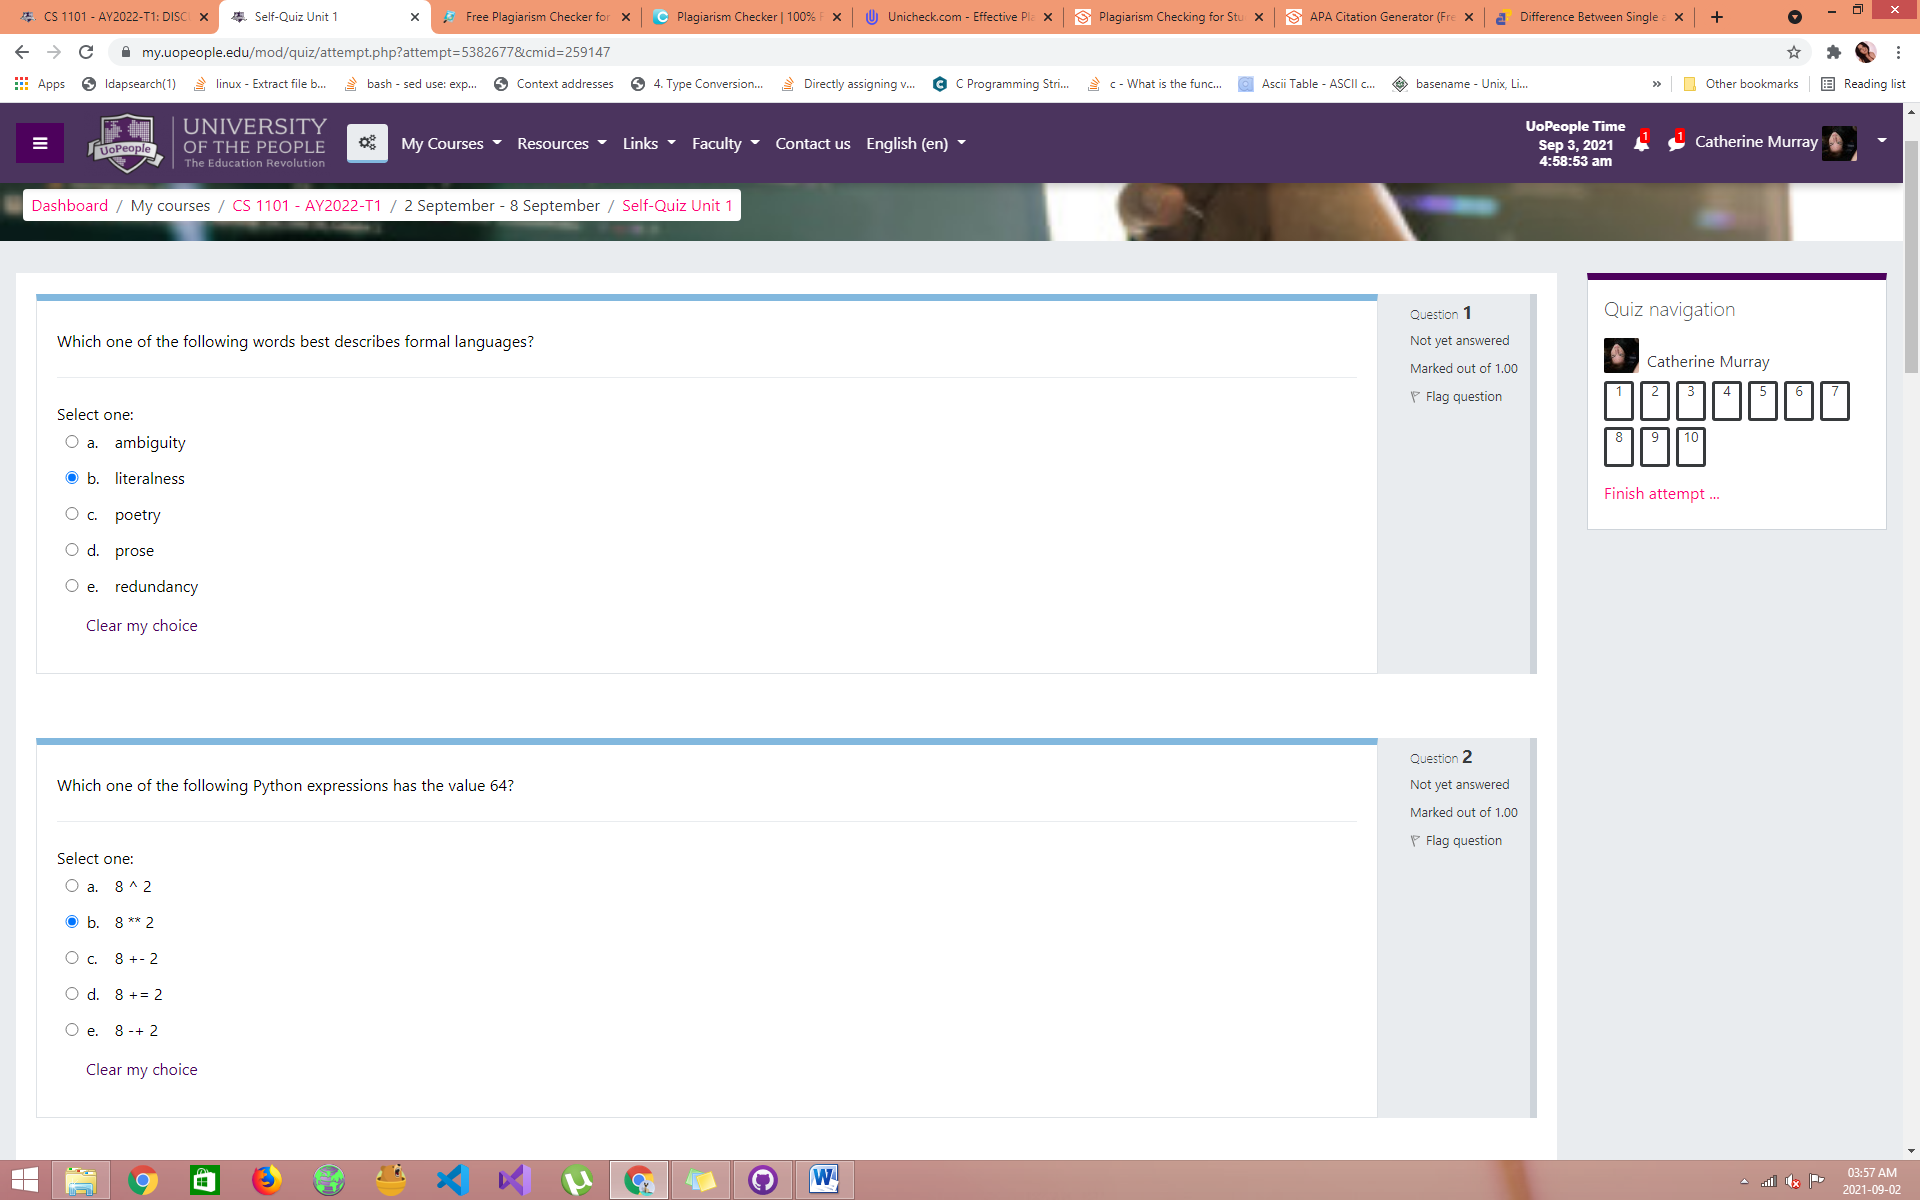 CS 1101 - AY2022-T1: DISCU
Self-Quiz Unit 1
Free Plagiarism Checker for
Plagiarism Checker | 100% F
Unicheck.com - Effective Pla
Plagiarism Checking for Stu
APA Citation Generator (Fre
Difference Between Single a
my.uopeople.edu/mod/quiz/attempt.php?attempt=5382677&cmid=259147
Apps
ldapsearch(1)
linux - Extract file b...
bash - sed use: exp...
Context addresses
4. Type Conversion...
Directly assigning v...
C Programming Stri...
c - What is the func...
Ascii Table - ASCII c...
basename - Unix, Li...
»
Other bookmarks
Reading list
UoPeople
UNIVERSITY
OF THE PEOPLE
The Education Revolution
My Courses
Resources
Links
Faculty
Contact us
English (en)
UoPeople Time
Sep 3, 2021
4:58:53 am
1
1
Catherine Murray
Dashboard / My courses / CS 1101 - AY2022-T1 / 2 September - 8 September / Self-Quiz Unit 1
Which one of the following words best describes formal languages?
Select one:
a. ambiguity
b. literalness
c. poetry
d. prose
e. redundancy
Clear my choice
Question 1
Not yet answered
Marked out of 1.00
Flag question
Which one of the following Python expressions has the value 64?
Select one:
a. 8 ^ 2
b. 8 ** 2
c. 8 +- 2
d. 8 += 2
e. 8 -+ 2
Clear my choice
Question 2
Not yet answered
Marked out of 1.00
Flag question
Quiz navigation
Catherine Murray
1 2 3 4 5 6 7
8 9 10
Finish attempt ...
03:57 AM
2021-09-02